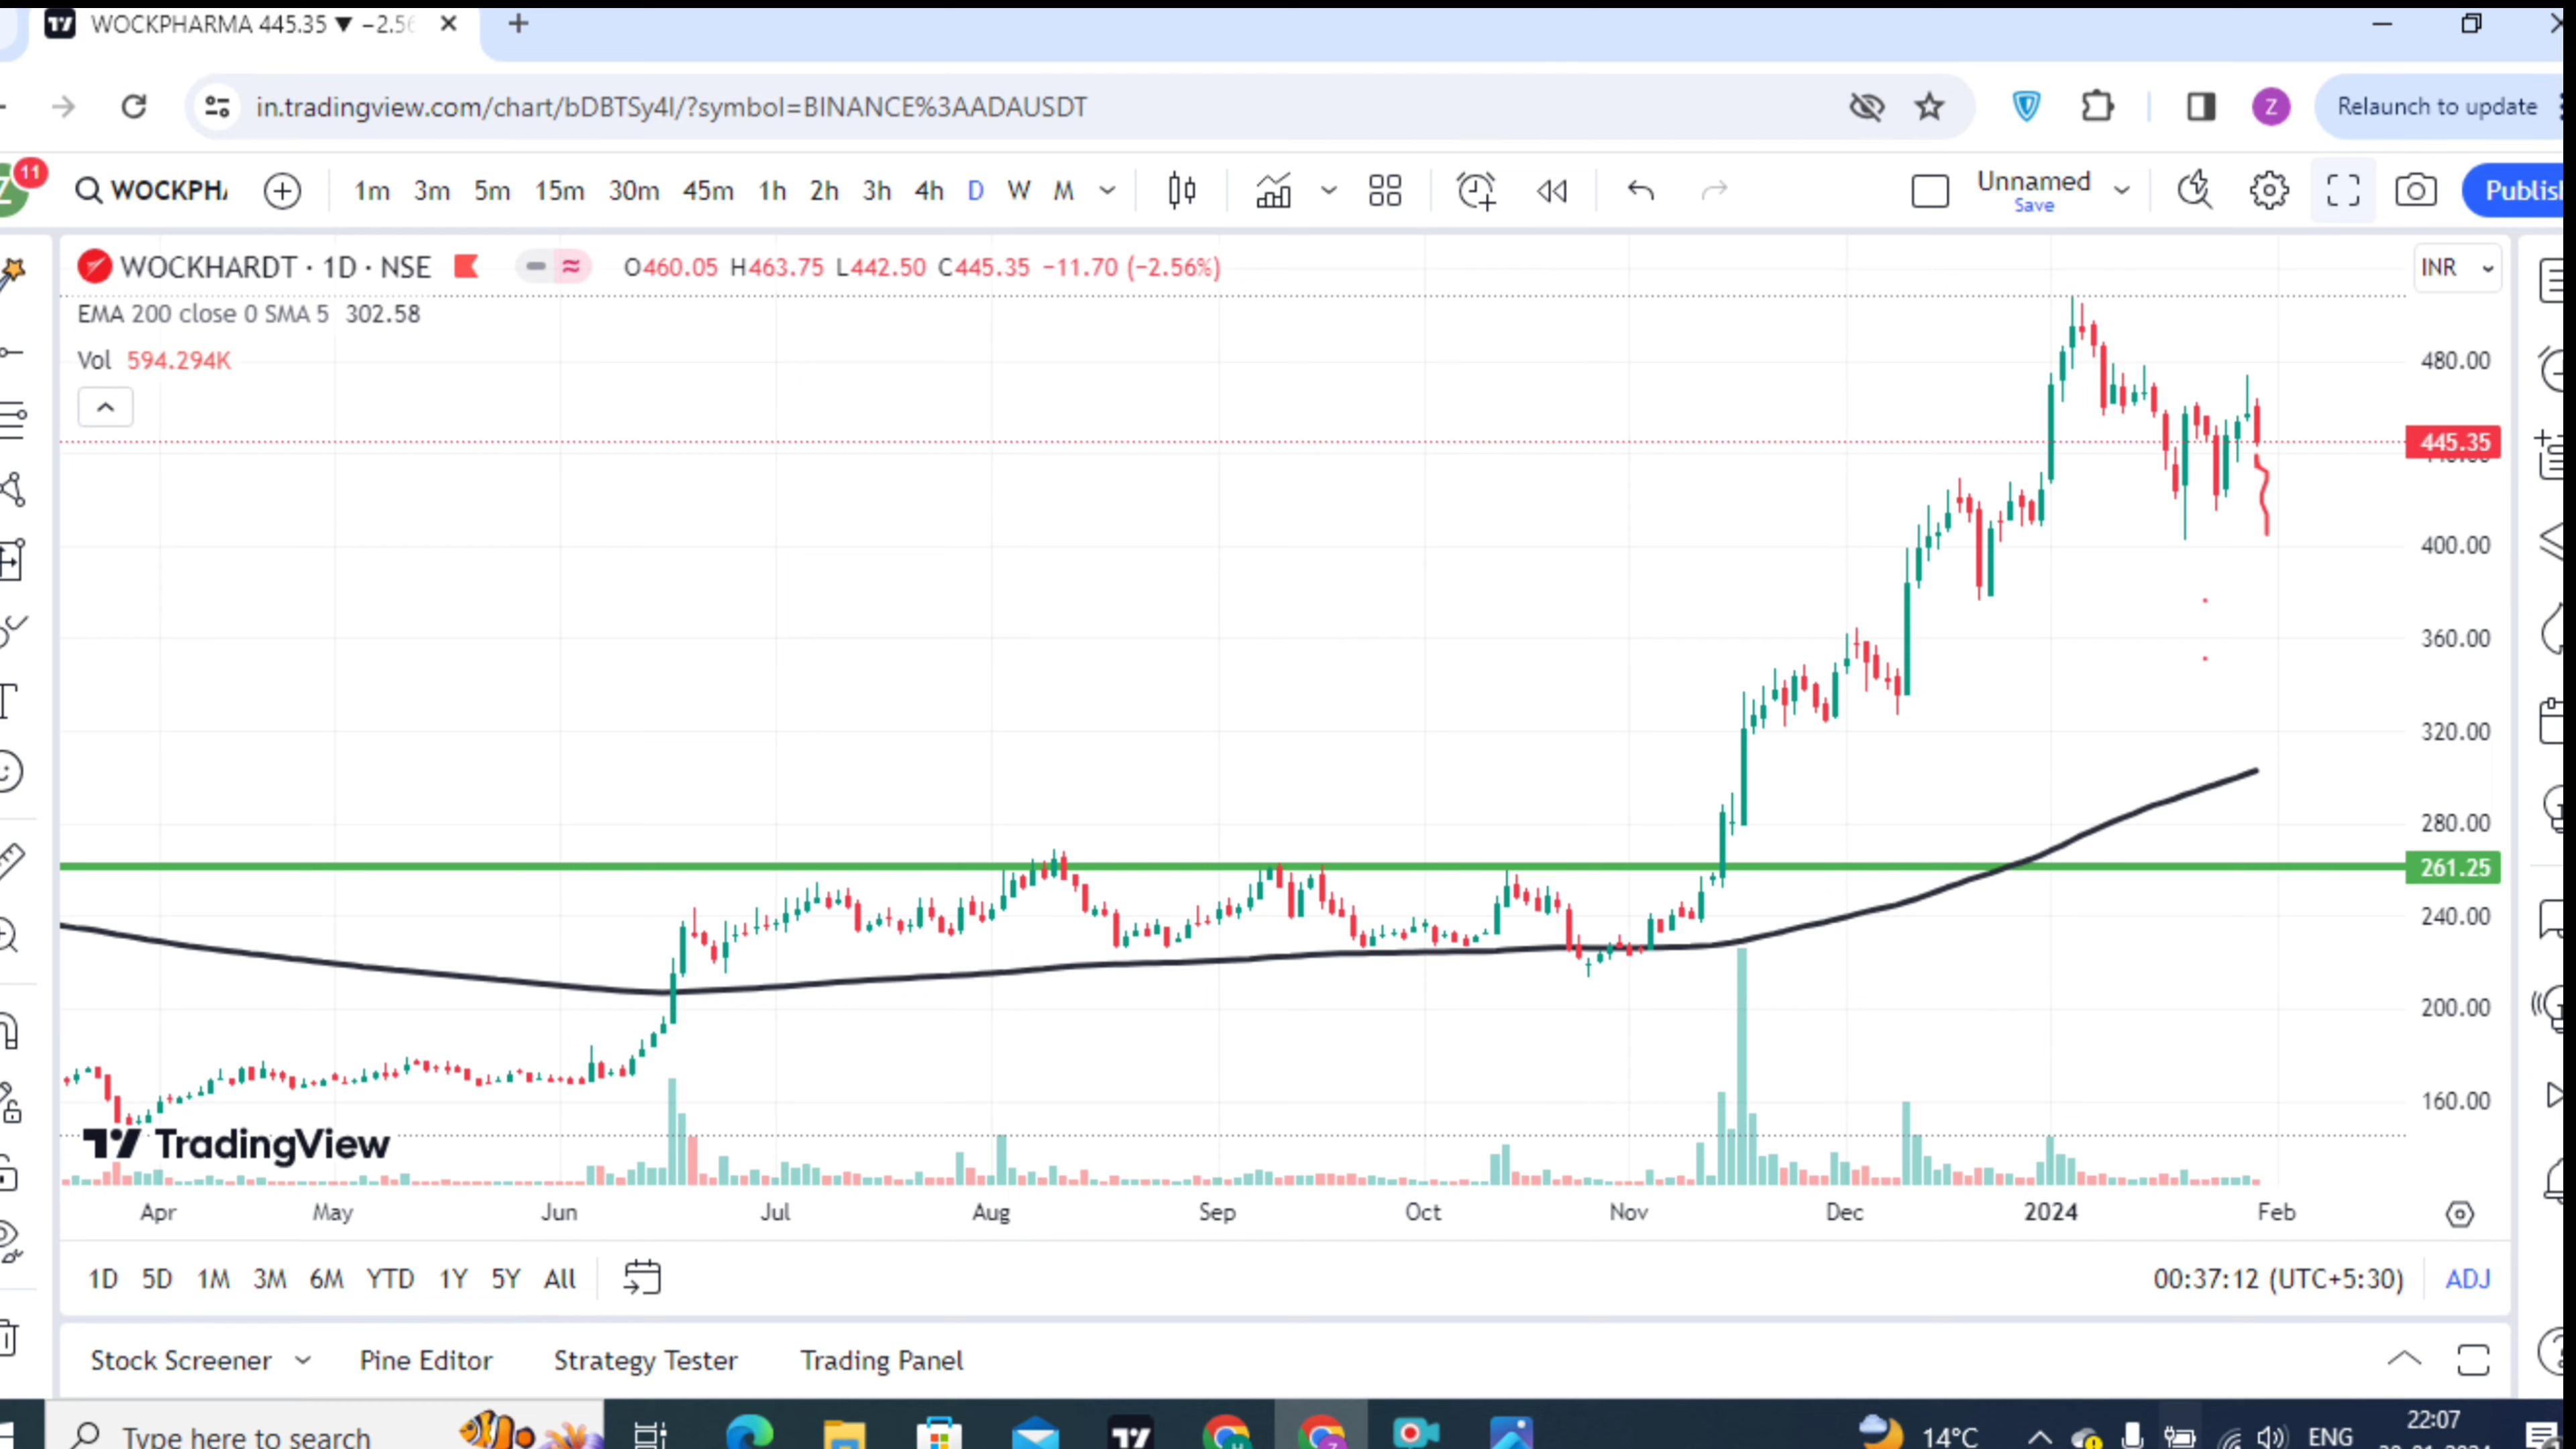 WOCKPHARMA 445.35 ▼ −2.56
in.tradingview.com/chart/bDBTSy4l/?symbol=BINANCE%3AADAUSDT
Z
Relaunch to update
Z
11
WOCKPH
1m 3m 5m 15m 30m 45m 1h 2h 3h 4h D W M
Unnamed
Save
Publis
WOCKHARDT · 1D · NSE O460.05 H463.75 L442.50 C445.35 −11.70 (−2.56%)
INR
EMA 200 close 0 SMA 5 302.58
Vol 594.294K
480.00
445.35
400.00
360.00
320.00
280.00
261.25
240.00
200.00
160.00
TradingView
Apr May Jun Jul Aug Sep Oct Nov Dec 2024 Feb
1D 5D 1M 3M 6M YTD 1Y 5Y All
00:37:12 (UTC+5:30) ADJ
Stock Screener Pine Editor Strategy Tester Trading Panel
Type here to search
14°C
ENG
22:07